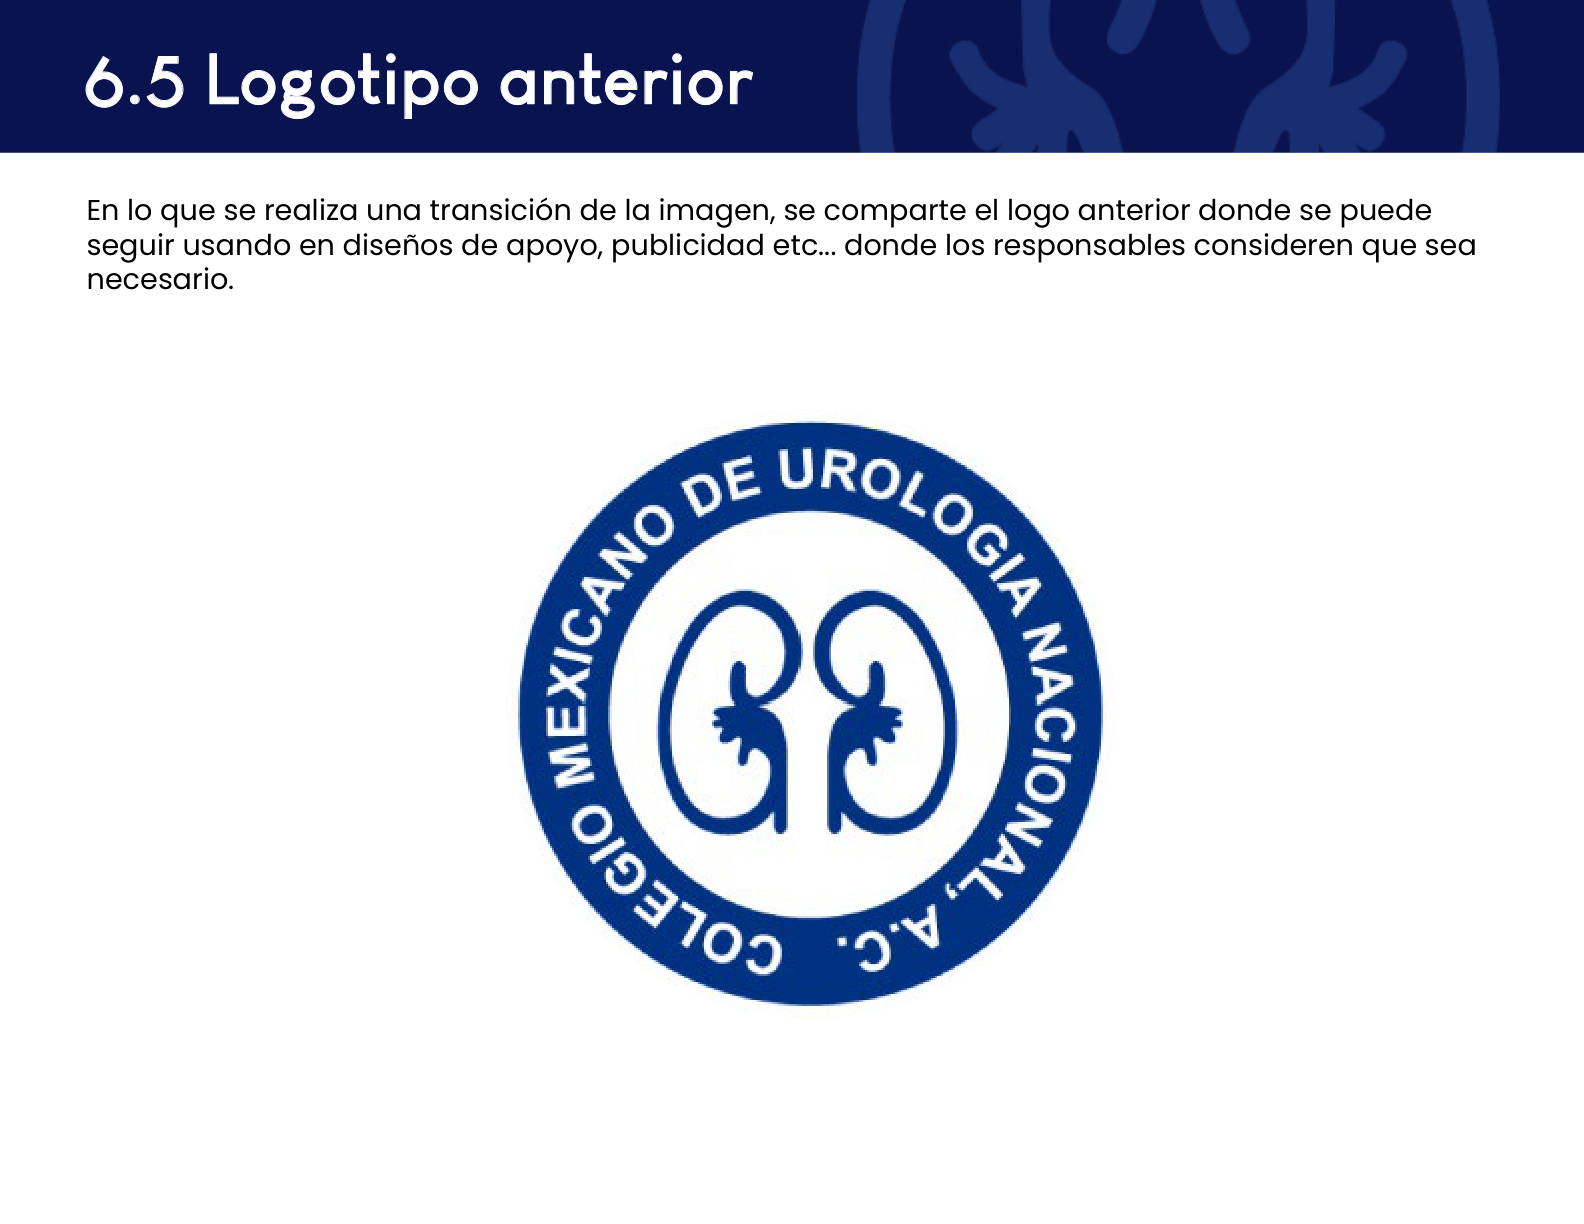 6.5 Logotipo anterior
En lo que se realiza una transición de la imagen, se comparte el logo anterior donde se puede
seguir usando en diseños de apoyo, publicidad etc... donde los responsables consideren que sea
necesario.
COLEGIO MEXICANO DE UROLOGIA NACIONAL, A.C.